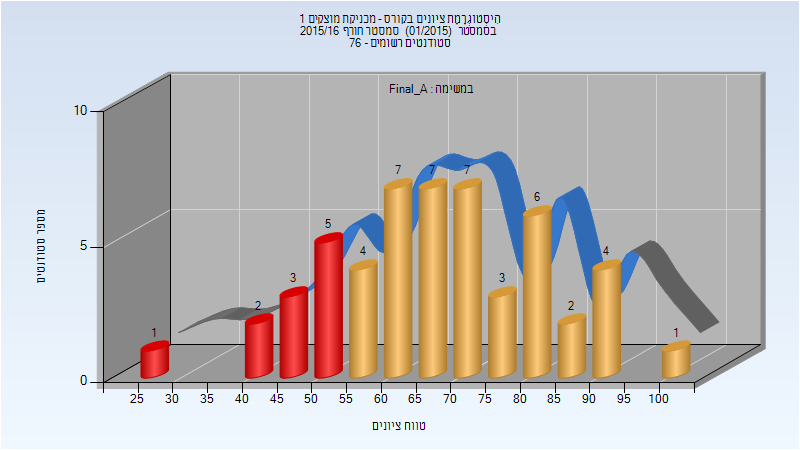 היסטוגרמת ציונים בקורס - מכניקת מוצקים 1
בסמסטר (01/2015) סמסטר חורף 2015/16
סטודנטים רשומים - 76
במשימה : Final_A
מספר סטודנטים
10
5
0
1
2
3
5
4
7
7
7
3
6
2
4
1
25 30 35 40 45 50 55 60 65 70 75 80 85 90 95 100
טווח ציונים